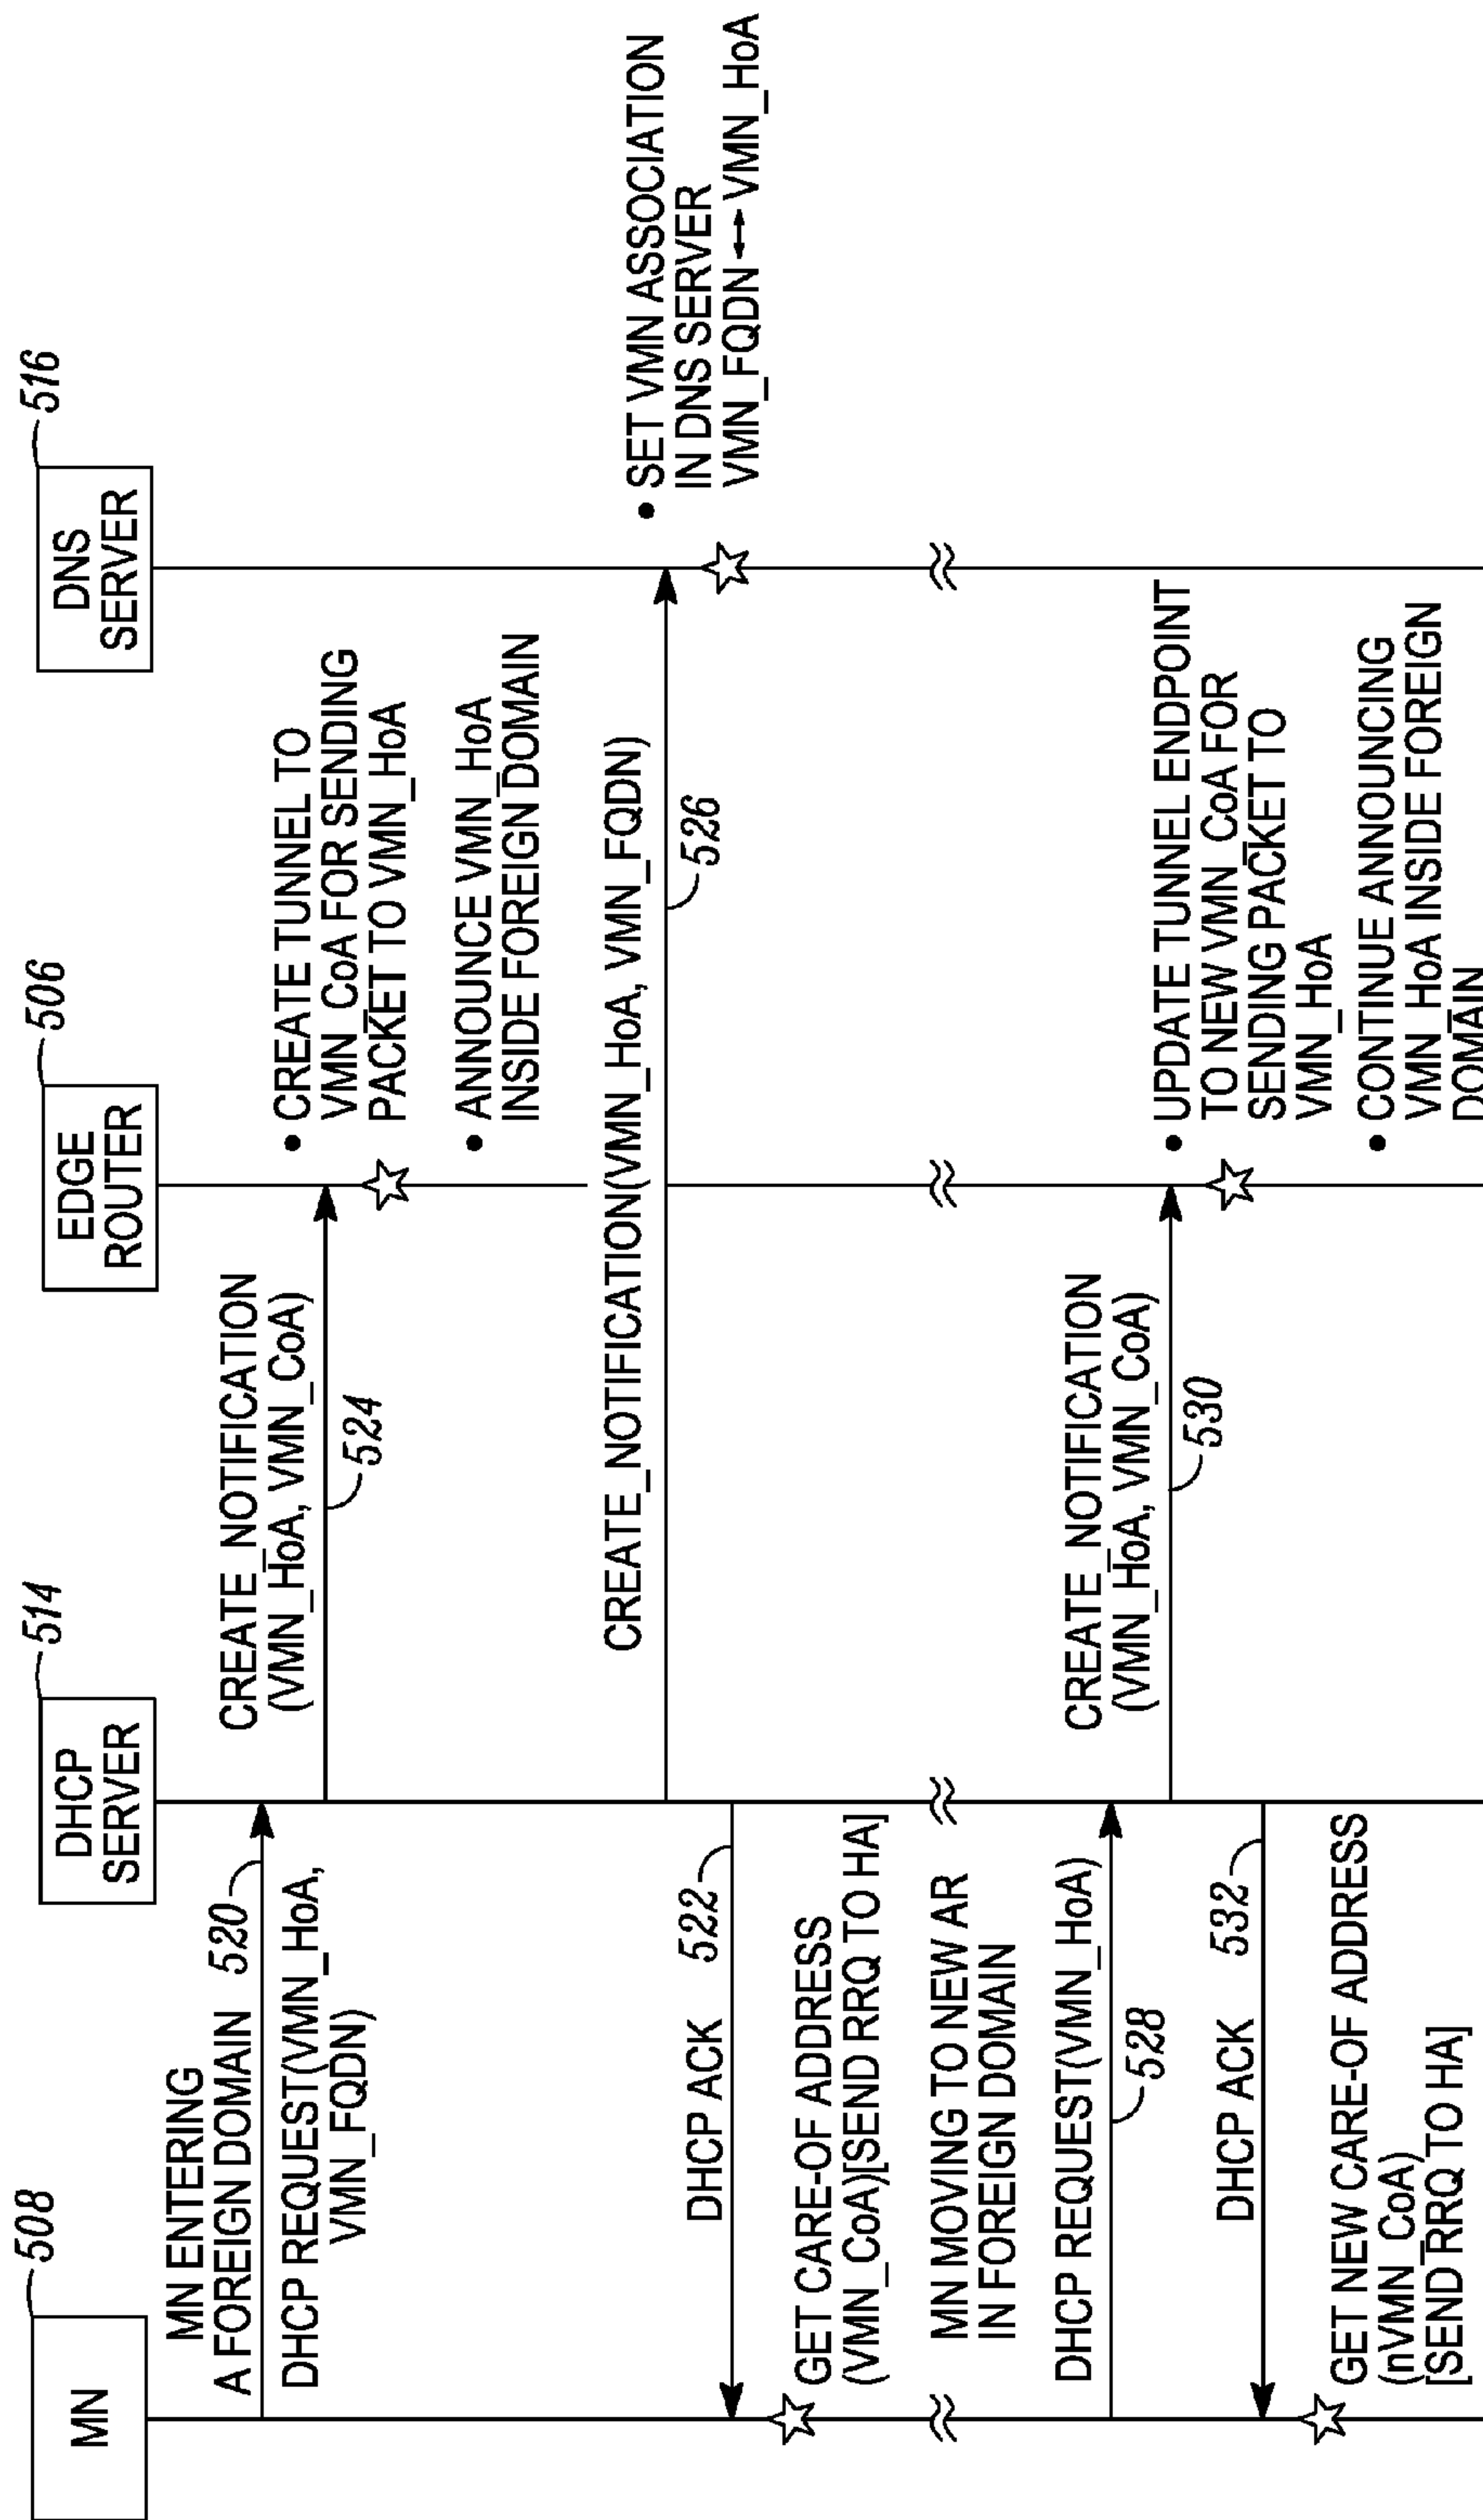 508
MN
514
DHCP
SERVER
506
EDGE
ROUTER
516
DNS
SERVER
MN ENTERING
A FOREIGN DOMAIN
520
DHCP REQUEST(VMN_HoA,
VMN_FQDN)
CREATE_NOTIFICATION
(VMN_HoA, VMN_CoA)
524
• CREATE TUNNEL TO
VMN_CoA FOR SENDING
PACKET TO VMN_HoA
• ANNOUNCE VMN_HoA
INSIDE FOREIGN DOMAIN
CREATE_NOTIFICATION(VMN_HoA, VMN_FQDN)
526
• SET VMN ASSOCIATION
IN DNS SERVER
VMN_FQDN ↔ VMN_HoA
DHCP ACK
522
GET CARE-OF ADDRESS
(VMN_CoA)[SEND RRQ TO HA]
MN MOVING TO NEW AR
IN FOREIGN DOMAIN
DHCP REQUEST(VMN_HoA)
528
CREATE_NOTIFICATION
(VMN_HoA, VMN_CoA)
530
• UPDATE TUNNEL ENDPOINT
TO NEW VMN_CoA FOR
SENDING PACKET TO
VMN_HoA
• CONTINUE ANNOUNCING
VMN_HoA INSIDE FOREIGN
DOMAIN
DHCP ACK
532
GET NEW CARE-OF ADDRESS
(nVMN_CoA)
[SEND RRQ TO HA]